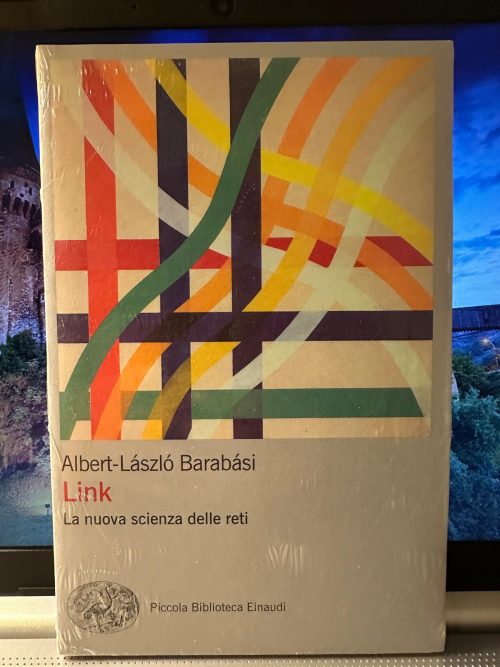 Albert-László Barabási
Link
La nuova scienza delle reti
Piccola Biblioteca Einaudi